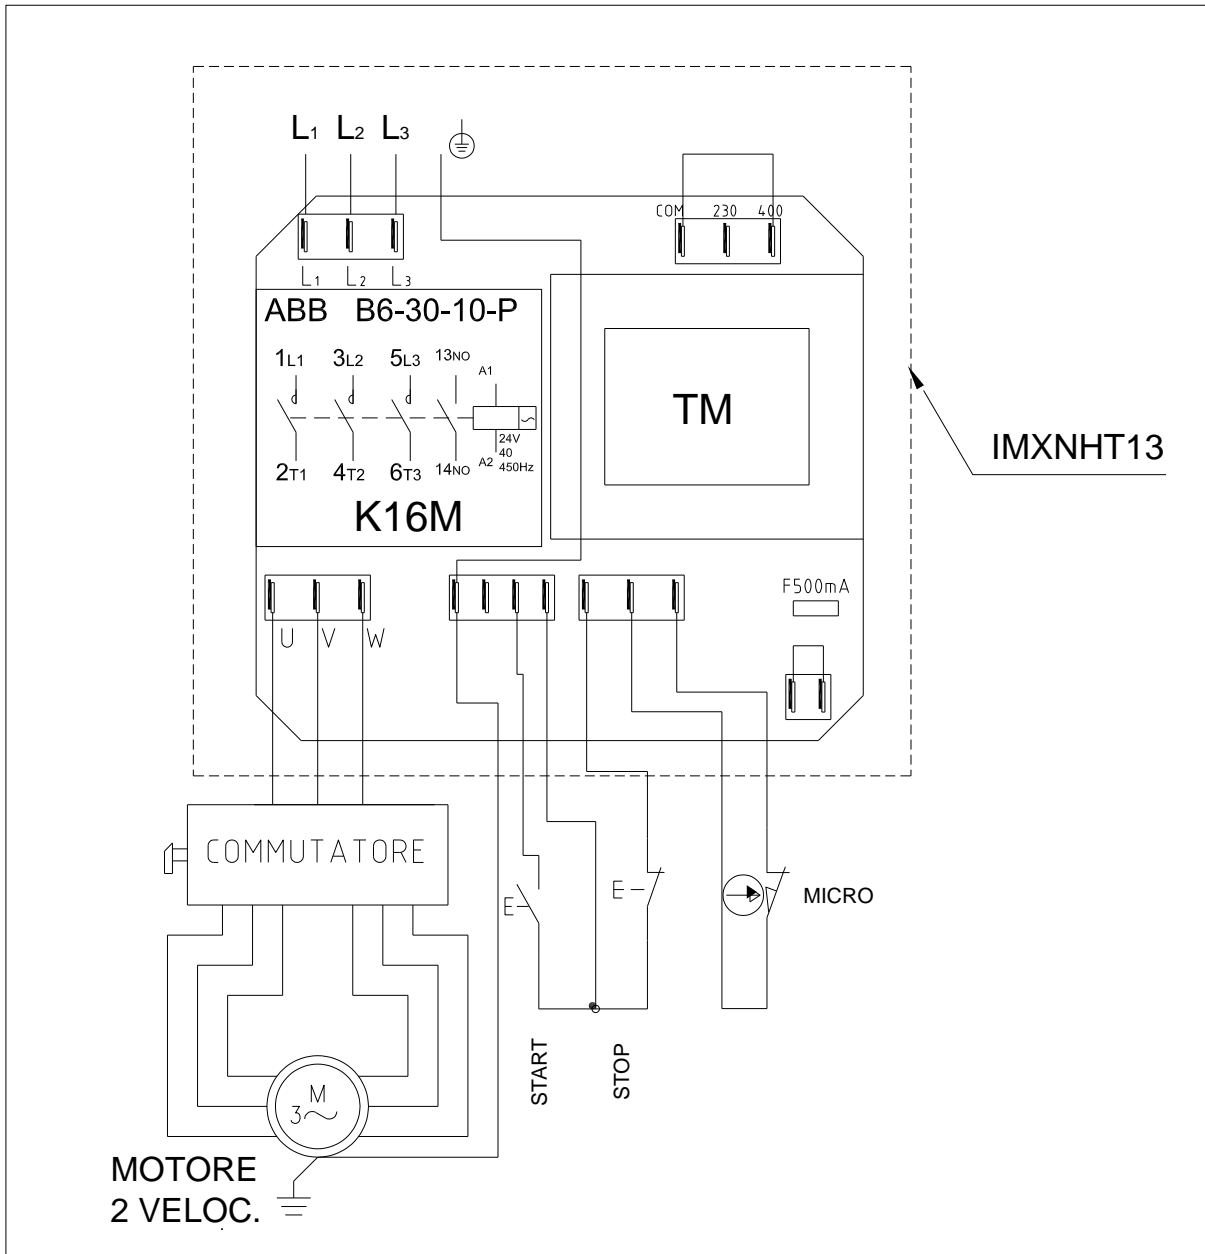 L1 L2 L3
COM 230 400
L1 L2 L3
ABB B6-30-10-P
1L1 3L2 5L3 13NO
A1
TM
24V
40
450Hz
A2
2T1 4T2 6T3 14NO
K16M
IMXNHT13
F500mA
U V W
COMMUTATORE
E
E
MICRO
START
STOP
M
3~
MOTORE
2 VELOC.